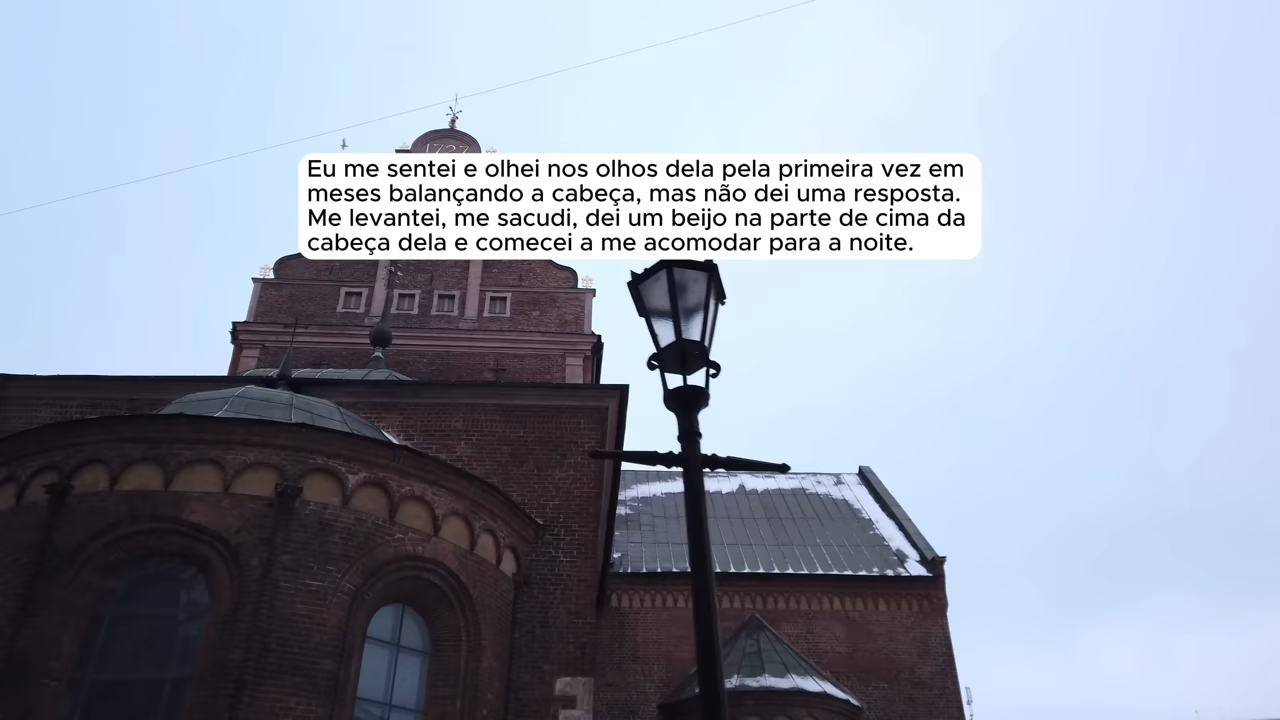 1727
Eu me sentei e olhei nos olhos dela pela primeira vez em
meses balançando a cabeça, mas não dei uma resposta.
Me levantei, me sacudi, dei um beijo na parte de cima da
cabeça dela e comecei a me acomodar para a noite.